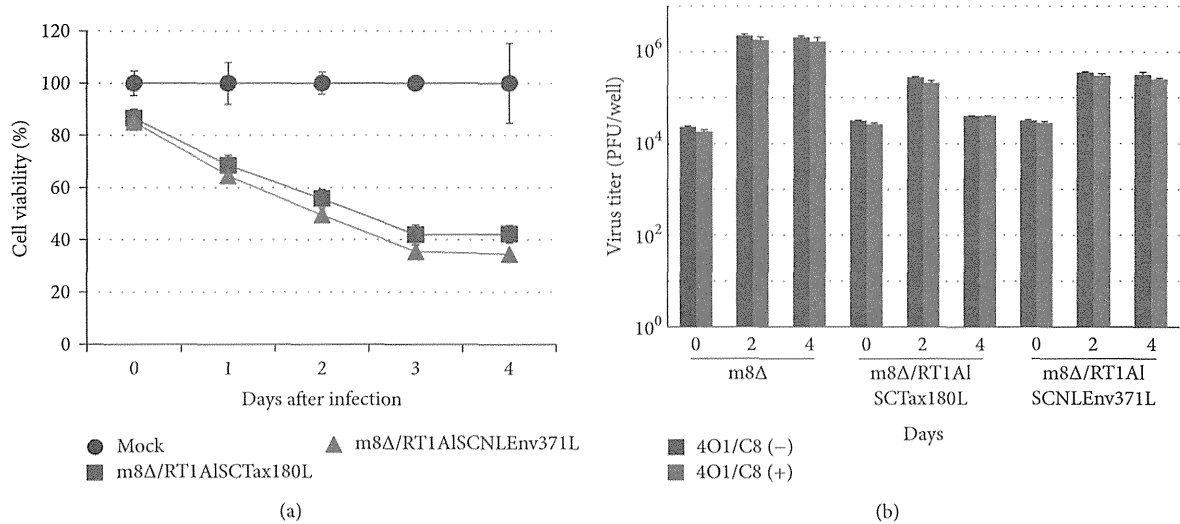 120
100
80
60
40
20
0
Cell viability (%)
0 1 2 3 4
Days after infection
Mock
m8Δ/RT1AlSCTax180L
m8Δ/RT1AlSCNLEnv371L
(a)
10^6
10^4
10^2
10^0
Virus titer (PFU/well)
0 2 4 0 2 4 0 2 4
m8Δ
m8Δ/RT1Al
SCTax180L
m8Δ/RT1Al
SCNLEnv371L
Days
4O1/C8 (−)
4O1/C8 (+)
(b)